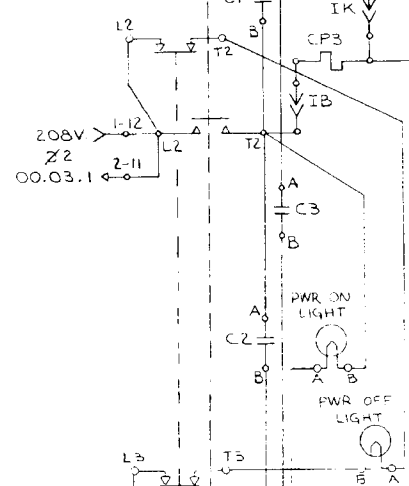 IK
B
L2
T2
CP3
IB
208V
1-12
L2
T2
Ø2
2-11
00.03.1
A
C3
B
A
PWR ON
LIGHT
C2
B
A
B
PWR OFF
LIGHT
L3
T3
B
A